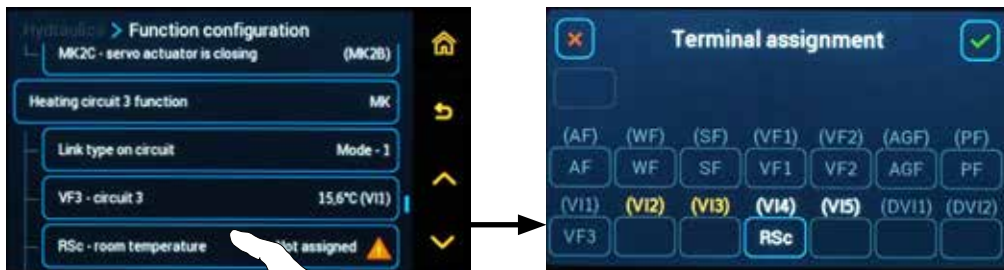 Hydraulics > Function configuration
MK2C - servo actuator is closing (MK2B)
Heating circuit 3 function MK
Link type on circuit Mode - 1
VF3 - circuit 3 15,6°C (VI1)
RSc - room temperature Not assigned
Terminal assignment
(AF) (WF) (SF) (VF1) (VF2) (AGF) (PF)
AF WF SF VF1 VF2 AGF PF
(VI1) (VI2) (VI3) (VI4) (VI5) (DVI1) (DVI2)
VF3 RSc